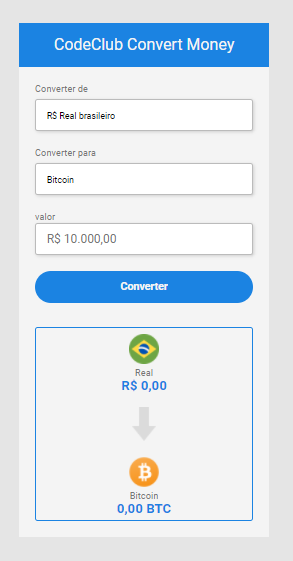 CodeClub Convert Money
Converter de
R$ Real brasileiro
Converter para
Bitcoin
valor
R$ 10.000,00
Converter
Real
R$ 0,00
Bitcoin
0,00 BTC